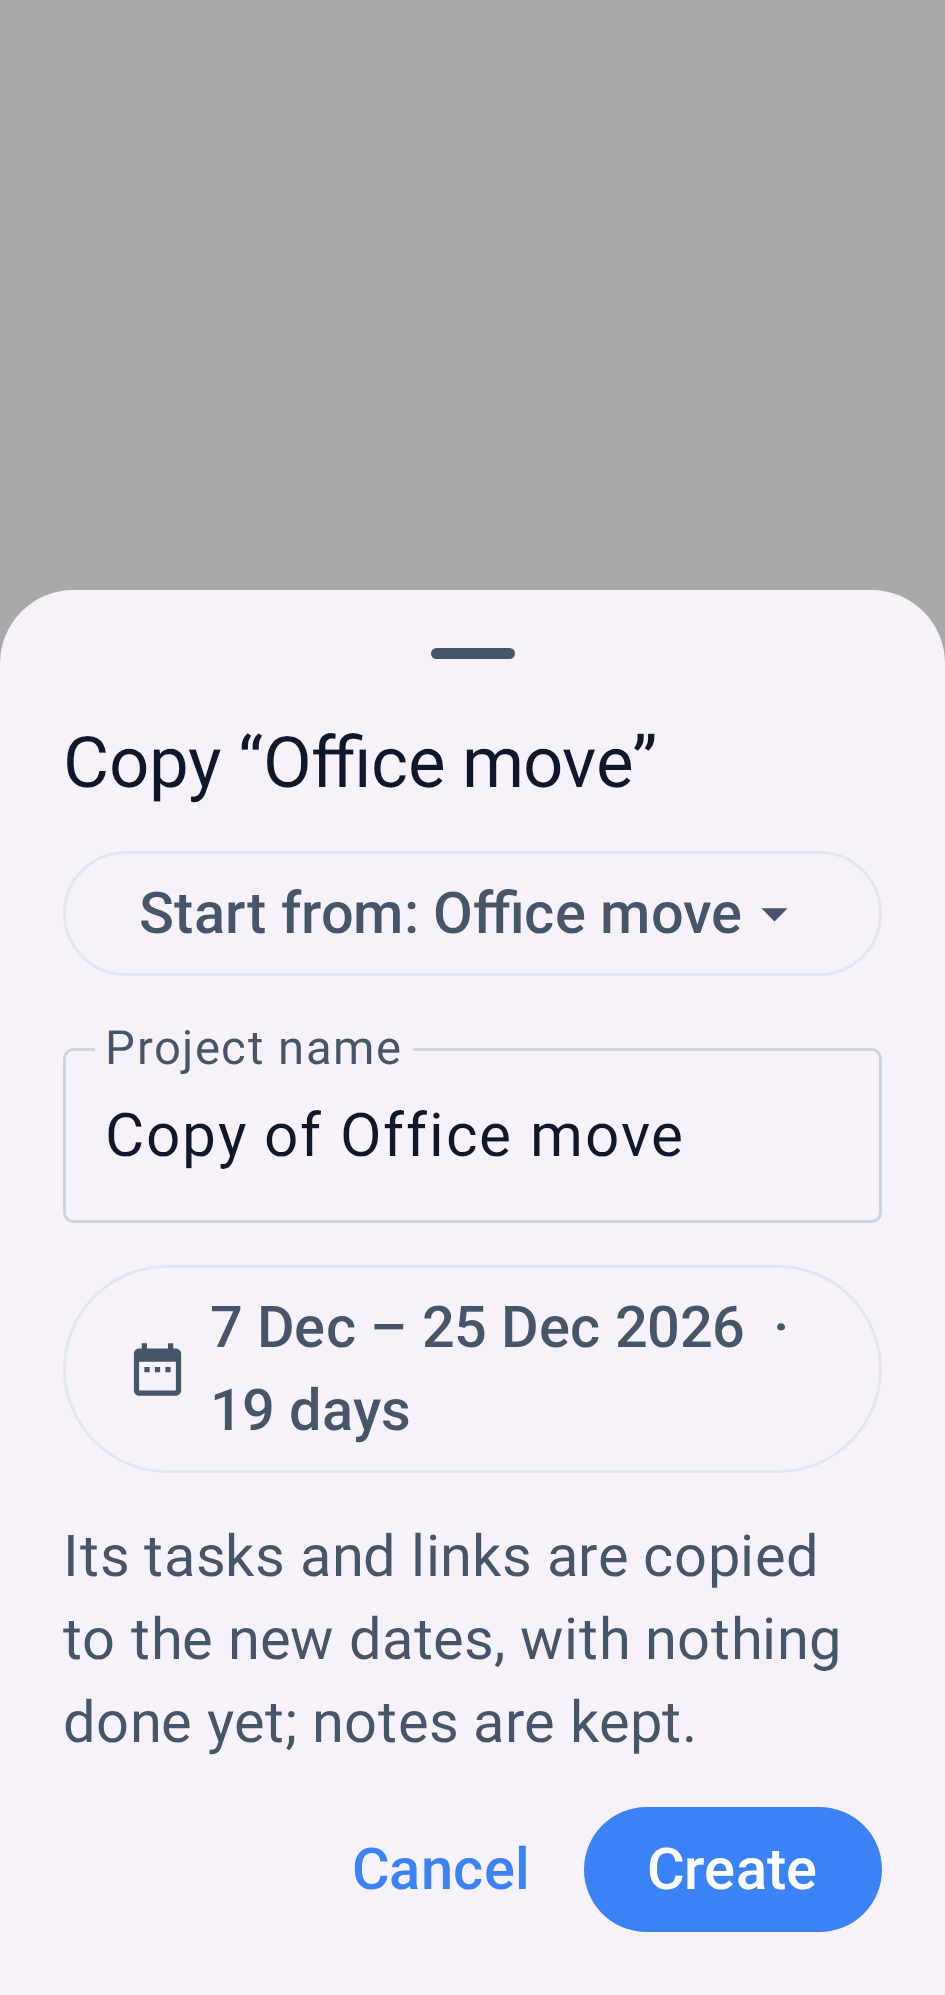 Copy “Office move”
Start from: Office move
Project name
Copy of Office move
7 Dec – 25 Dec 2026 ·
19 days
Its tasks and links are copied
to the new dates, with nothing
done yet; notes are kept.
Cancel
Create